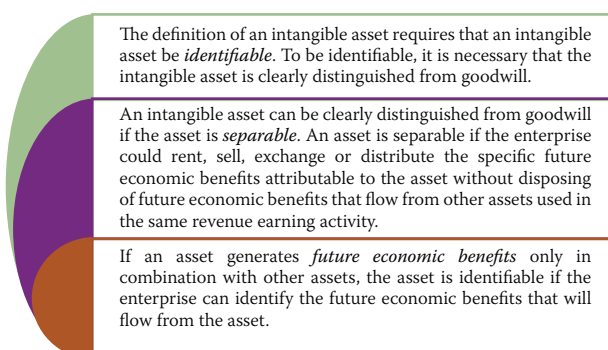 The definition of an intangible asset requires that an intangible
asset be identifiable. To be identifiable, it is necessary that the
intangible asset is clearly distinguished from goodwill.
An intangible asset can be clearly distinguished from goodwill
if the asset is separable. An asset is separable if the enterprise
could rent, sell, exchange or distribute the specific future
economic benefits attributable to the asset without disposing
of future economic benefits that flow from other assets used in
the same revenue earning activity.
If an asset generates future economic benefits only in
combination with other assets, the asset is identifiable if the
enterprise can identify the future economic benefits that will
flow from the asset.